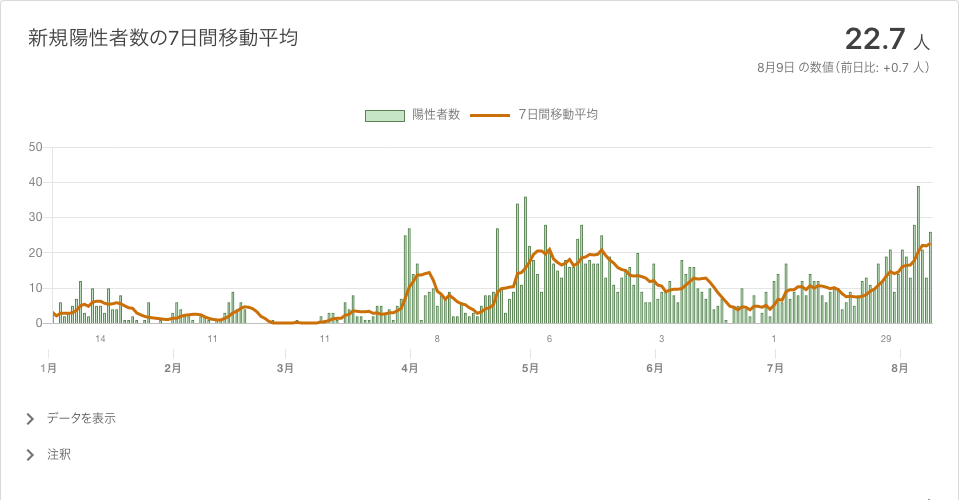 新規陽性者数の7日間移動平均
22.7 人
8月9日 の数値（前日比: +0.7 人）
陽性者数 7日間移動平均
50
40
30
20
10
0
14 11 11 8 6 3 1 29
1月 2月 3月 4月 5月 6月 7月 8月
データを表示
注釈